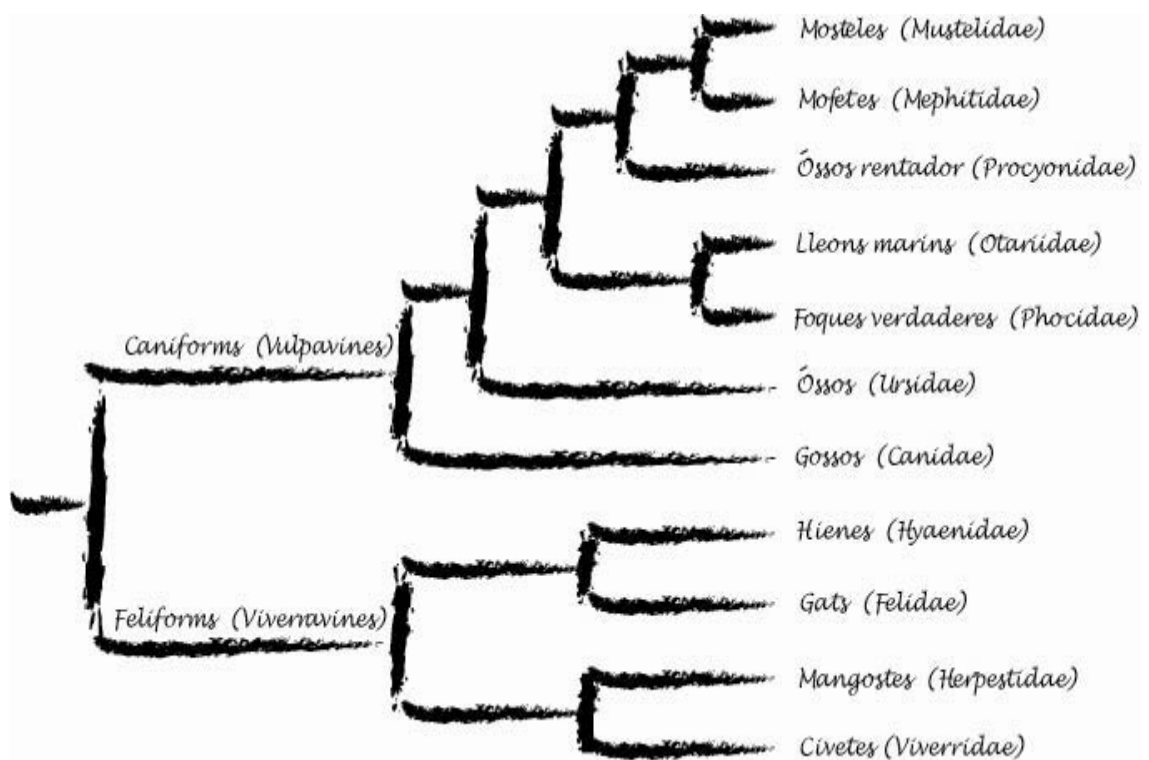 Mosteles (Mustelidae)
Mofetes (Mephitidae)
Óssos rentador (Procyonidae)
Lleons marins (Otariidae)
Foques verdaderes (Phocidae)
Caniforms (Vulpavines)
Óssos (Ursidae)
Gossos (Canidae)
Hienes (Hyaenidae)
Gats (Felidae)
Feliforms (Viverravines)
Mangostes (Herpestidae)
Civetes (Viverridae)